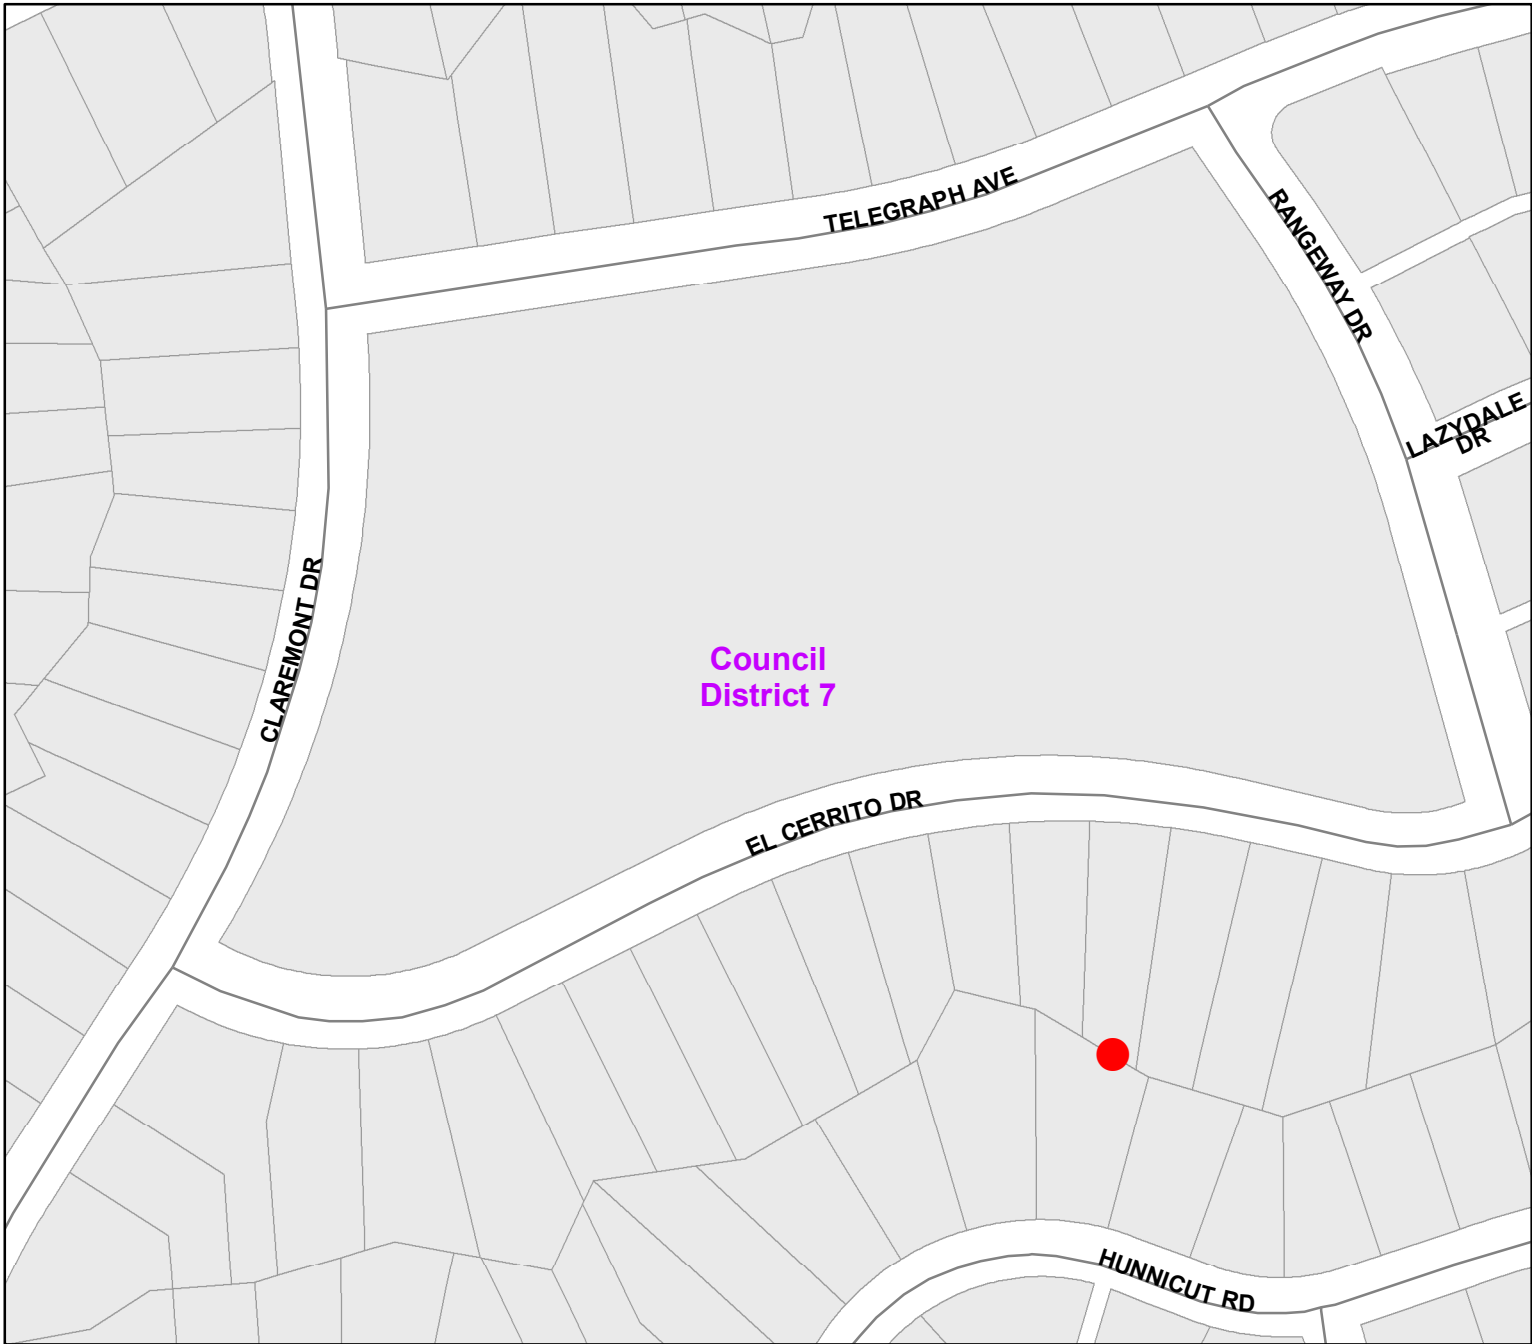 TELEGRAPH AVE
RANGEWAY DR
LAZYDALE
DR
CLAREMONT DR
Council
District 7
EL CERRITO DR
HUNNICUT RD